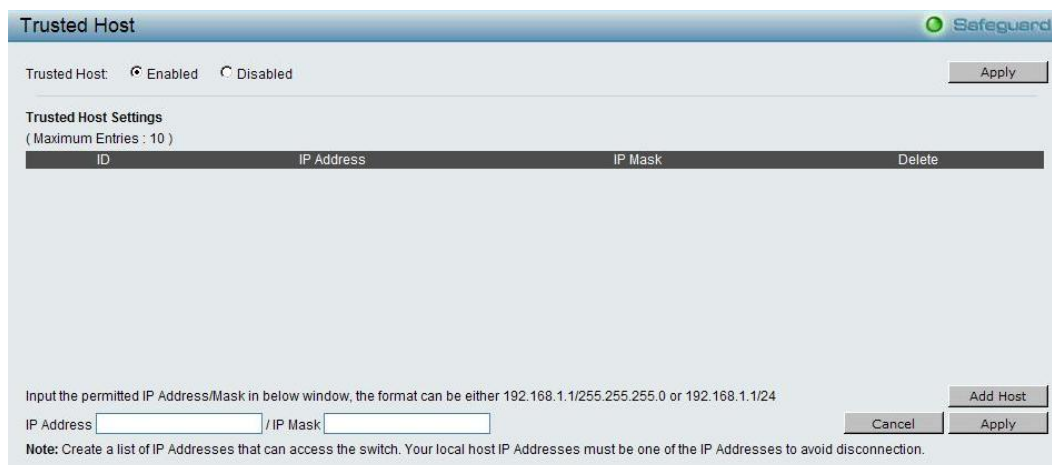 Trusted Host
Safeguard
Trusted Host: Enabled Disabled Apply
Trusted Host Settings
( Maximum Entries : 10 )
ID IP Address IP Mask Delete
Input the permitted IP Address/Mask in below window, the format can be either 192.168.1.1/255.255.255.0 or 192.168.1.1/24 Add Host
IP Address / IP Mask Cancel Apply
Note: Create a list of IP Addresses that can access the switch. Your local host IP Addresses must be one of the IP Addresses to avoid disconnection.